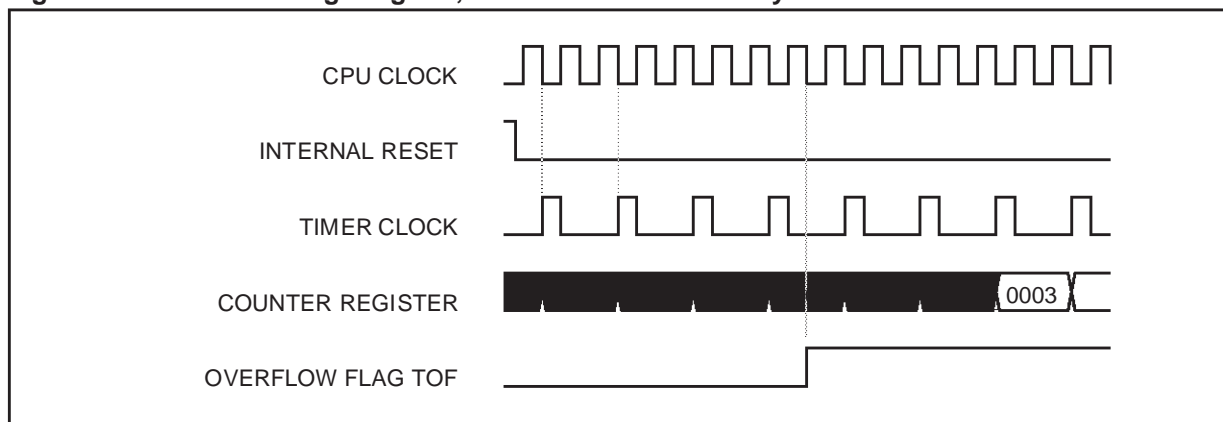 CPU CLOCK
INTERNAL RESET
TIMER CLOCK
COUNTER REGISTER
0003
OVERFLOW FLAG TOF